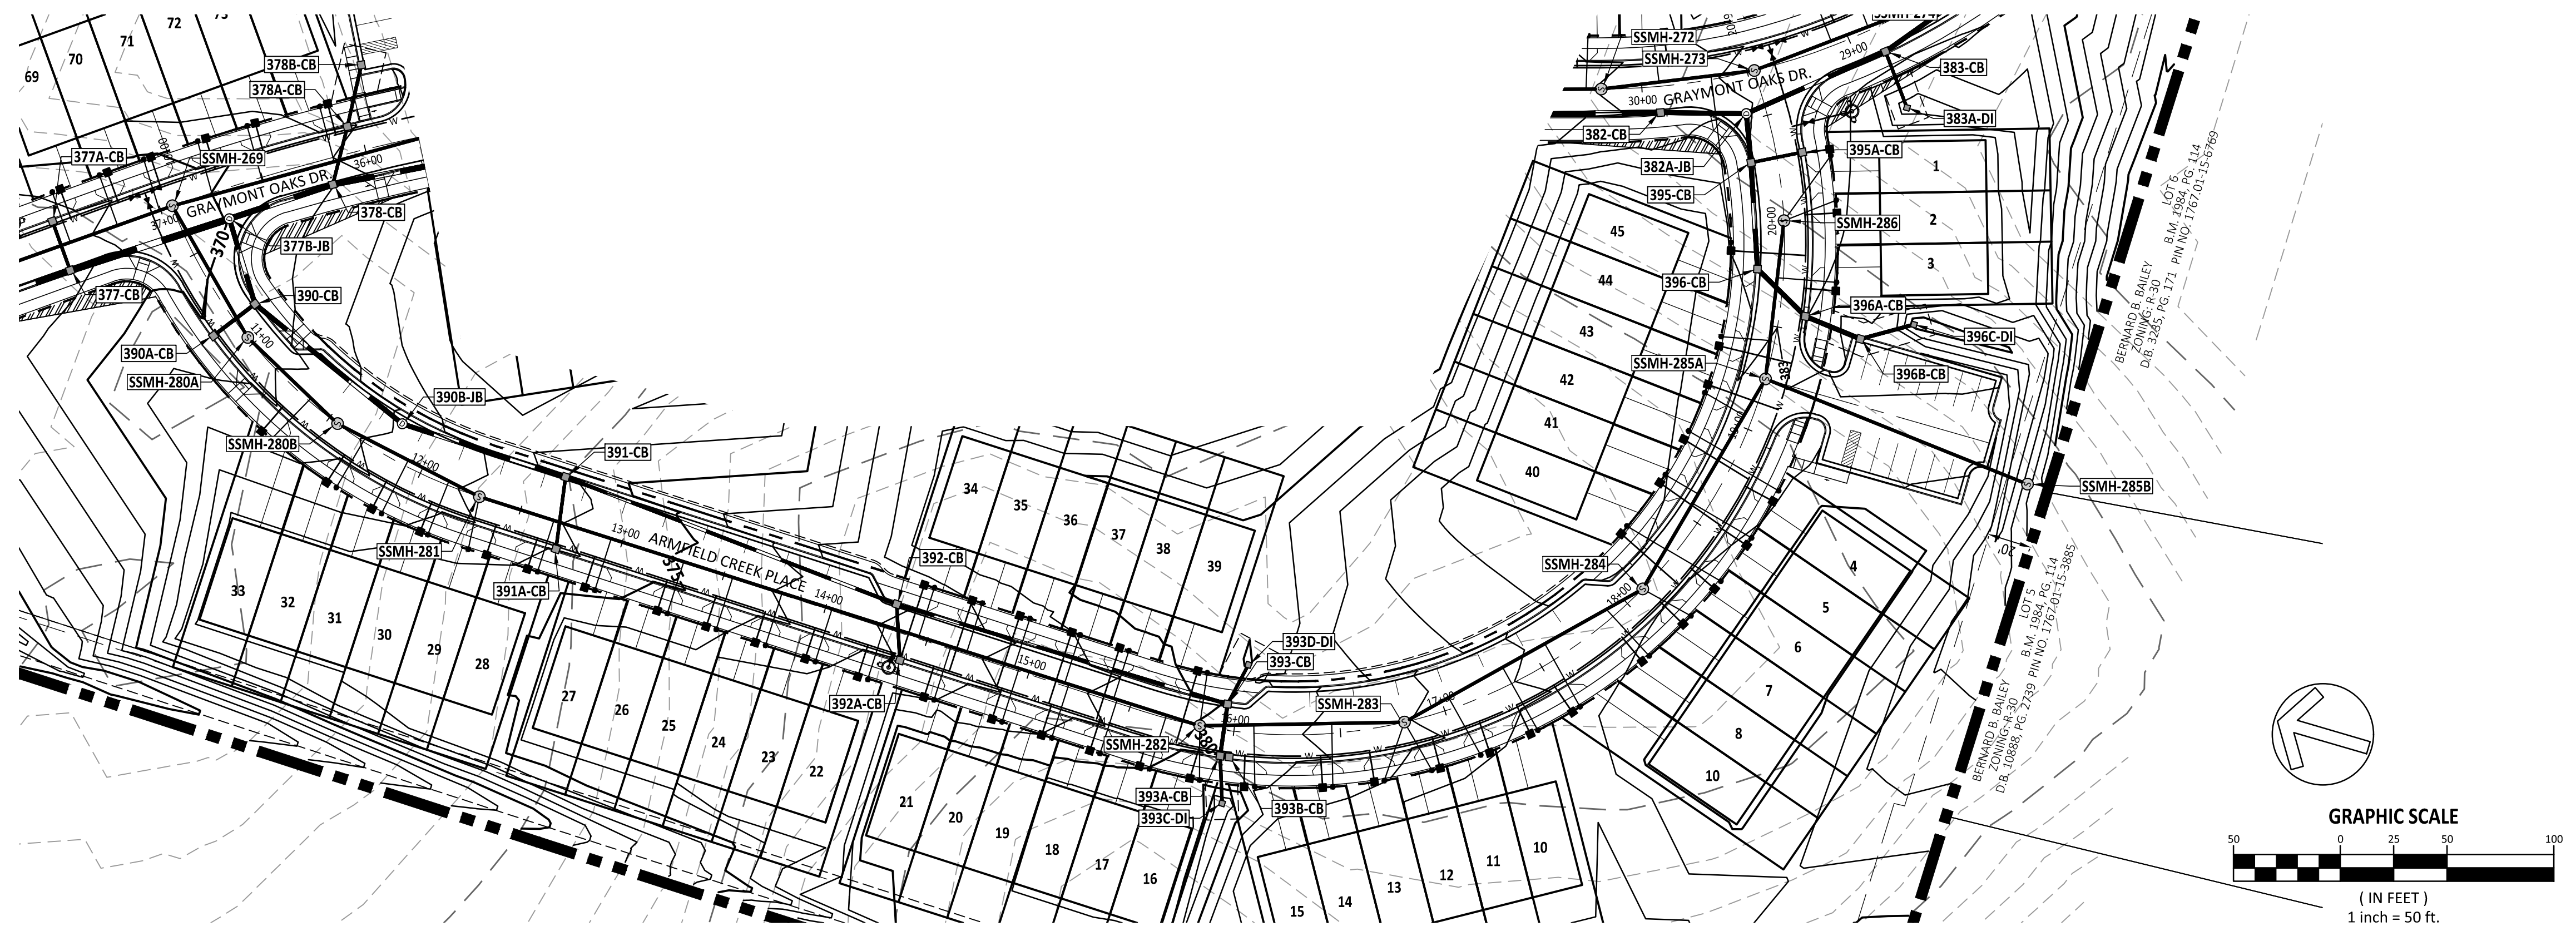 72
71
70
69
378B-CB
378A-CB
377A-CB
SSMH-269
36+00
GRAYMONT OAKS DR.
37+00
378-CB
370
377B-JB
377-CB
390-CB
11+00
390A-CB
SSMH-280A
390B-JB
SSMH-280B
12+00
391-CB
SSMH-281
13+00
ARMFIELD CREEK PLACE
375
391A-CB
14+00
392-CB
392A-CB
15+00
33
32
31
30
29
28
27
26
25
24
23
22
21
20
19
18
17
16
34
35
36
37
38
39
393D-DI
393-CB
16+00
380
SSMH-282
SSMH-283
17+00
393A-CB
393B-CB
393C-DI
15
14
13
12
11
10
SSMH-272
SSMH-273
SSMH-274
29+00
GRAYMONT OAKS DR.
30+00
383-CB
383A-DI
382-CB
382A-JB
395A-CB
395-CB
20+00
SSMH-286
396-CB
396A-CB
396C-DI
396B-CB
SSMH-285A
383
19+00
SSMH-285B
SSMH-284
18+00
1
2
3
45
44
43
42
41
40
4
5
6
7
8
10
20'
LOT 6
B.M. 1984, PG. 114
BERNARD B. BAILEY
ZONING: R-30
D.B. 3285, PG. 171 PIN NO: 1767.01-15-6769
LOT 5
B.M. 1984, PG. 114
BERNARD B. BAILEY
ZONING: R-30
D.B. 10888, PG. 2739 PIN NO. 1767-01-15-3885
GRAPHIC SCALE
50 0 25 50 100
( IN FEET )
1 inch = 50 ft.